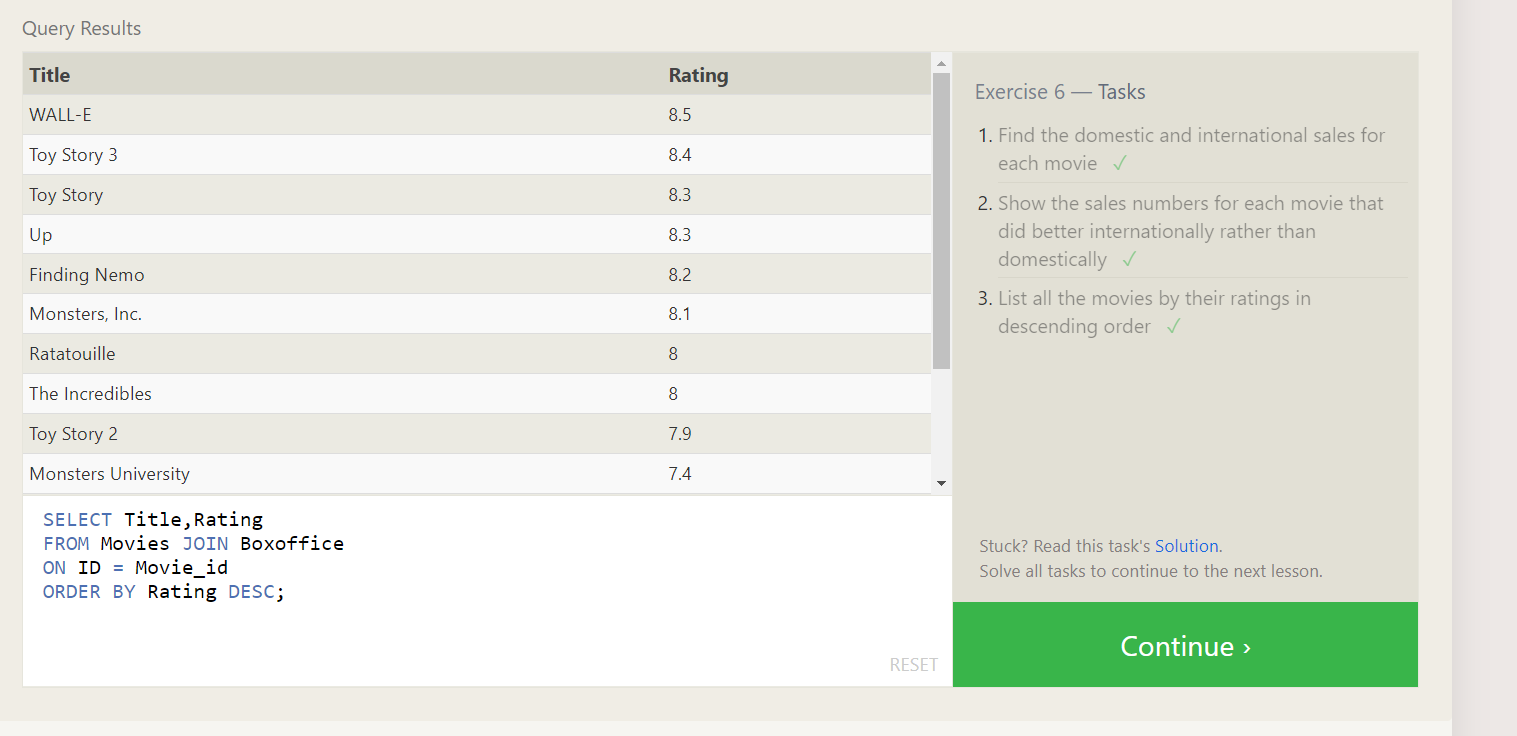 Query Results
Title Rating
WALL-E 8.5
Toy Story 3 8.4
Toy Story 8.3
Up 8.3
Finding Nemo 8.2
Monsters, Inc. 8.1
Ratatouille 8
The Incredibles 8
Toy Story 2 7.9
Monsters University 7.4
SELECT Title,Rating
FROM Movies JOIN Boxoffice
ON ID = Movie_id
ORDER BY Rating DESC;
RESET
Exercise 6 — Tasks
1. Find the domestic and international sales for
each movie ✓
2. Show the sales numbers for each movie that
did better internationally rather than
domestically ✓
3. List all the movies by their ratings in
descending order ✓
Stuck? Read this task's Solution.
Solve all tasks to continue to the next lesson.
Continue ›